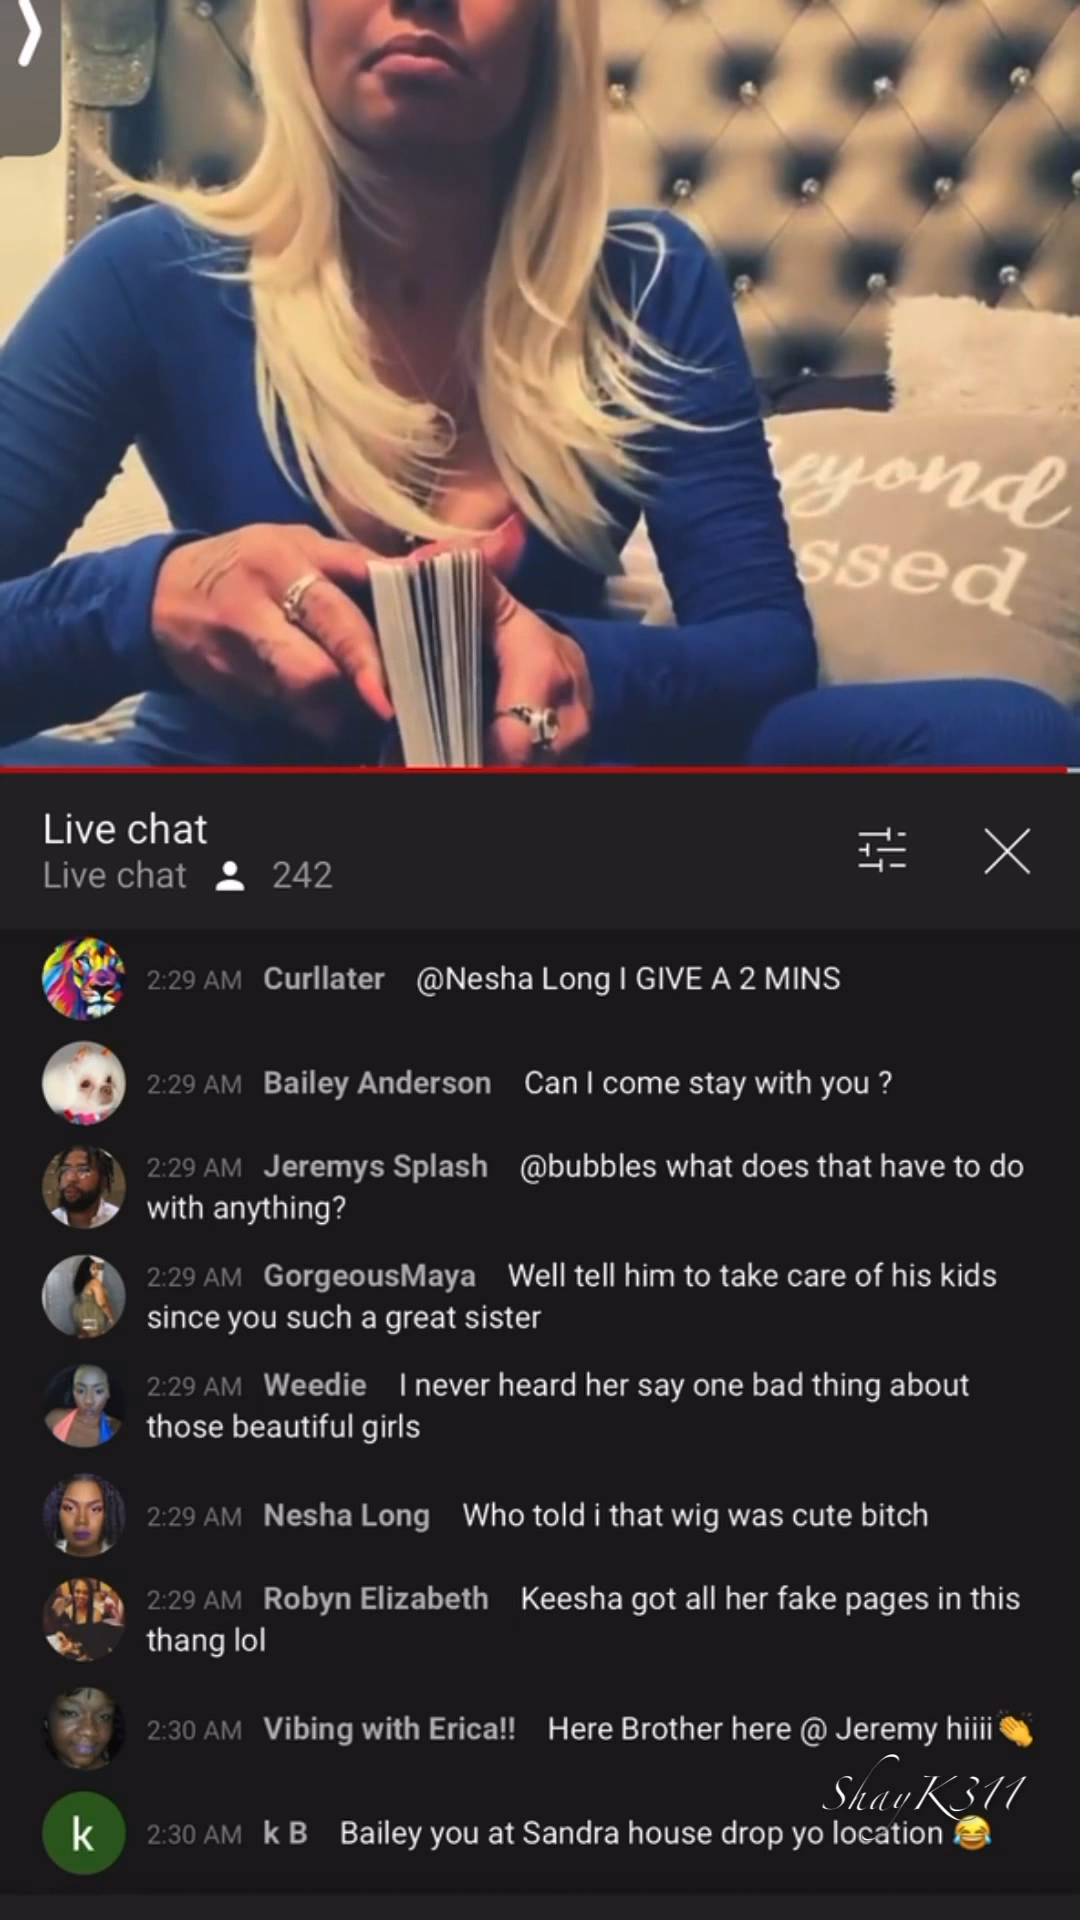 eyond
ssed
Live chat
Live chat 242
2:29 AM Curllater @Nesha Long I GIVE A 2 MINS
2:29 AM Bailey Anderson Can I come stay with you ?
2:29 AM Jeremys Splash @bubbles what does that have to do
with anything?
2:29 AM GorgeousMaya Well tell him to take care of his kids
since you such a great sister
2:29 AM Weedie I never heard her say one bad thing about
those beautiful girls
2:29 AM Nesha Long Who told i that wig was cute bitch
2:29 AM Robyn Elizabeth Keesha got all her fake pages in this
thang lol
2:30 AM Vibing with Erica!! Here Brother here @ Jeremy hiiii👏
ShayK311
k 2:30 AM k B Bailey you at Sandra house drop yo location 😂